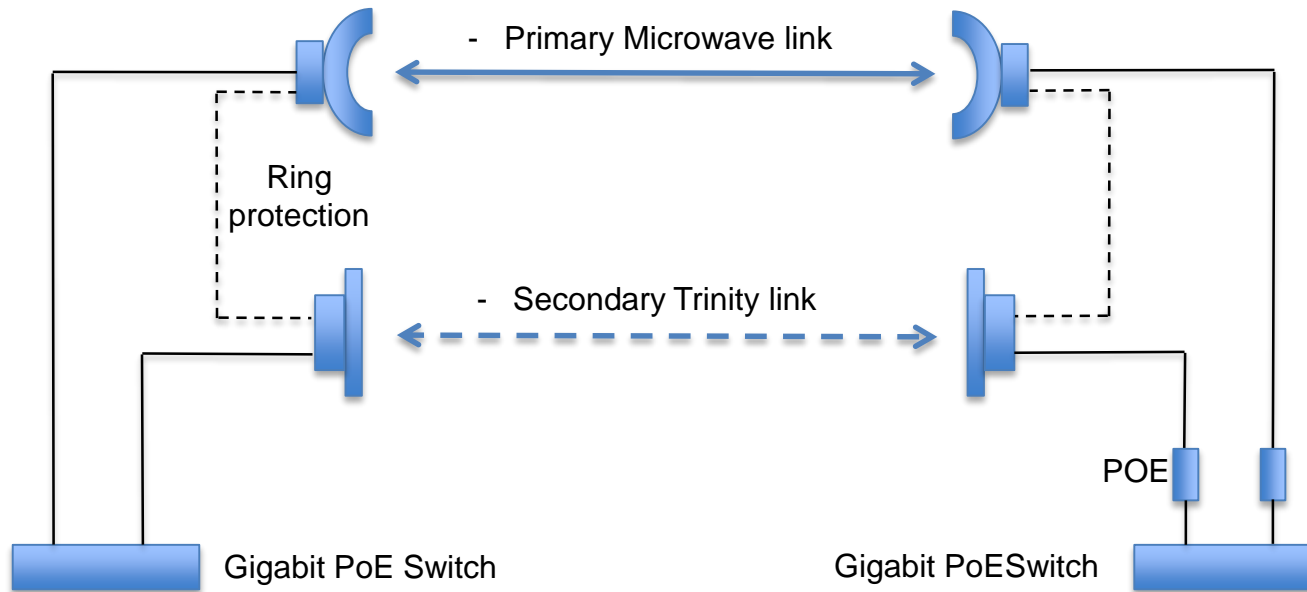 - Primary Microwave link
Ring
protection
- Secondary Trinity link
POE
Gigabit PoE Switch
Gigabit PoESwitch